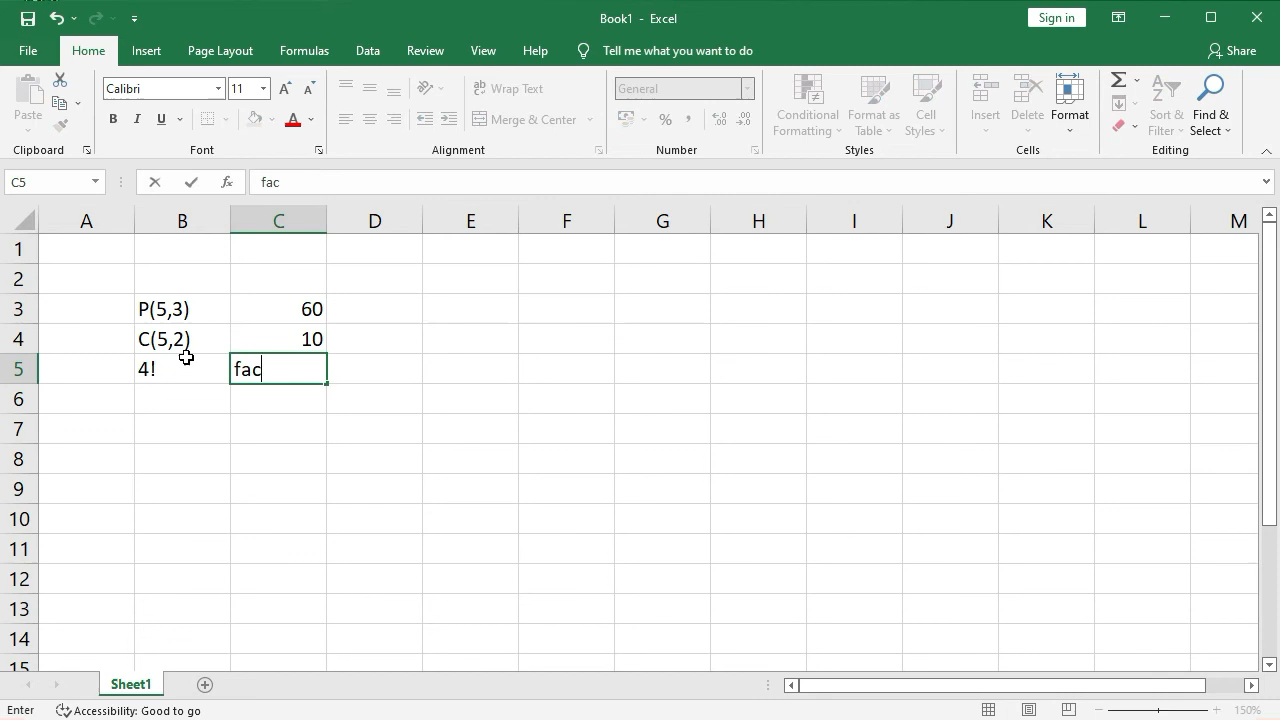 Book1 - Excel
Sign in
File Home Insert Page Layout Formulas Data Review View Help Tell me what you want to do Share
Calibri 11 Wrap Text General
Paste Merge & Center Conditional Formatting Format as Table Cell Styles Insert Delete Format Sort & Filter Find & Select
Clipboard Font Alignment Number Styles Cells Editing
C5 fx fac
A B C D E F G H I J K L M
1
2
3 P(5,3) 60
4 C(5,2) 10
5 4! fac
6
7
8
9
10
11
12
13
14
15
Sheet1
Enter Accessibility: Good to go 150%